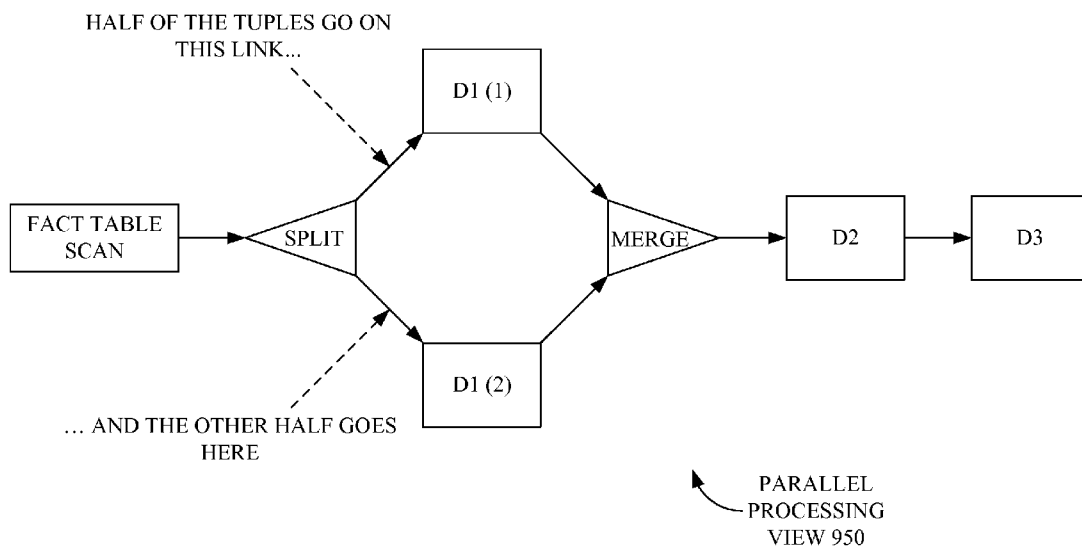 HALF OF THE TUPLES GO ON
THIS LINK...
D1 (1)
FACT TABLE
SCAN
SPLIT
MERGE
D2
D3
D1 (2)
... AND THE OTHER HALF GOES
HERE
PARALLEL
PROCESSING
VIEW 950